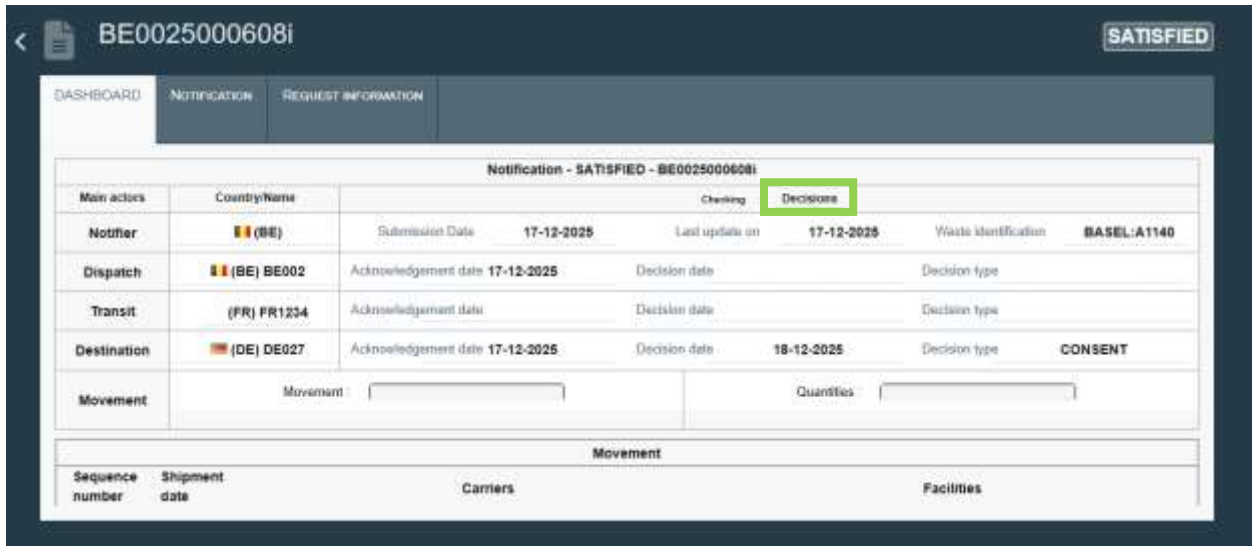 BE0025000608i SATISFIED
DASHBOARD NOTIFICATION REQUEST INFORMATION
Notification - SATISFIED - BE0025000608i
Main actors Country/Name Checking Decisions
Notifier (BE) Submission Date 17-12-2025 Last update on 17-12-2025 Waste identification BASEL:A1140
Dispatch (BE) BE002 Acknowledgement date 17-12-2025 Decision date Decision type
Transit (FR) FR1234 Acknowledgement date Decision date Decision type
Destination (DE) DE027 Acknowledgement date 17-12-2025 Decision date 18-12-2025 Decision type CONSENT
Movement Movement Quantities
Movement
Sequence number Shipment date Carriers Facilities